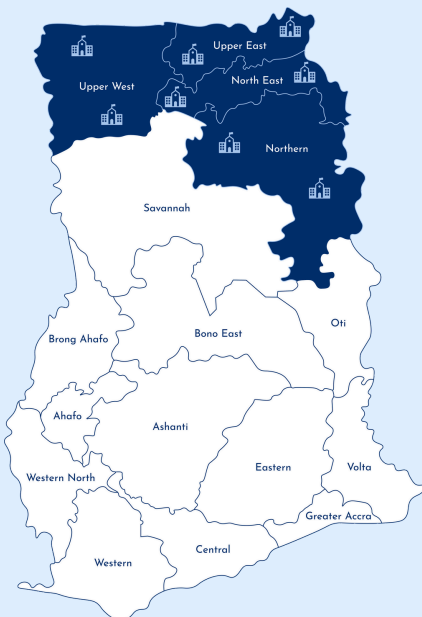 Upper East
North East
Upper West
Northern
Savannah
Oti
Bono East
Brong Ahafo
Ahafo
Ashanti
Eastern
Volta
Western North
Greater Accra
Central
Western